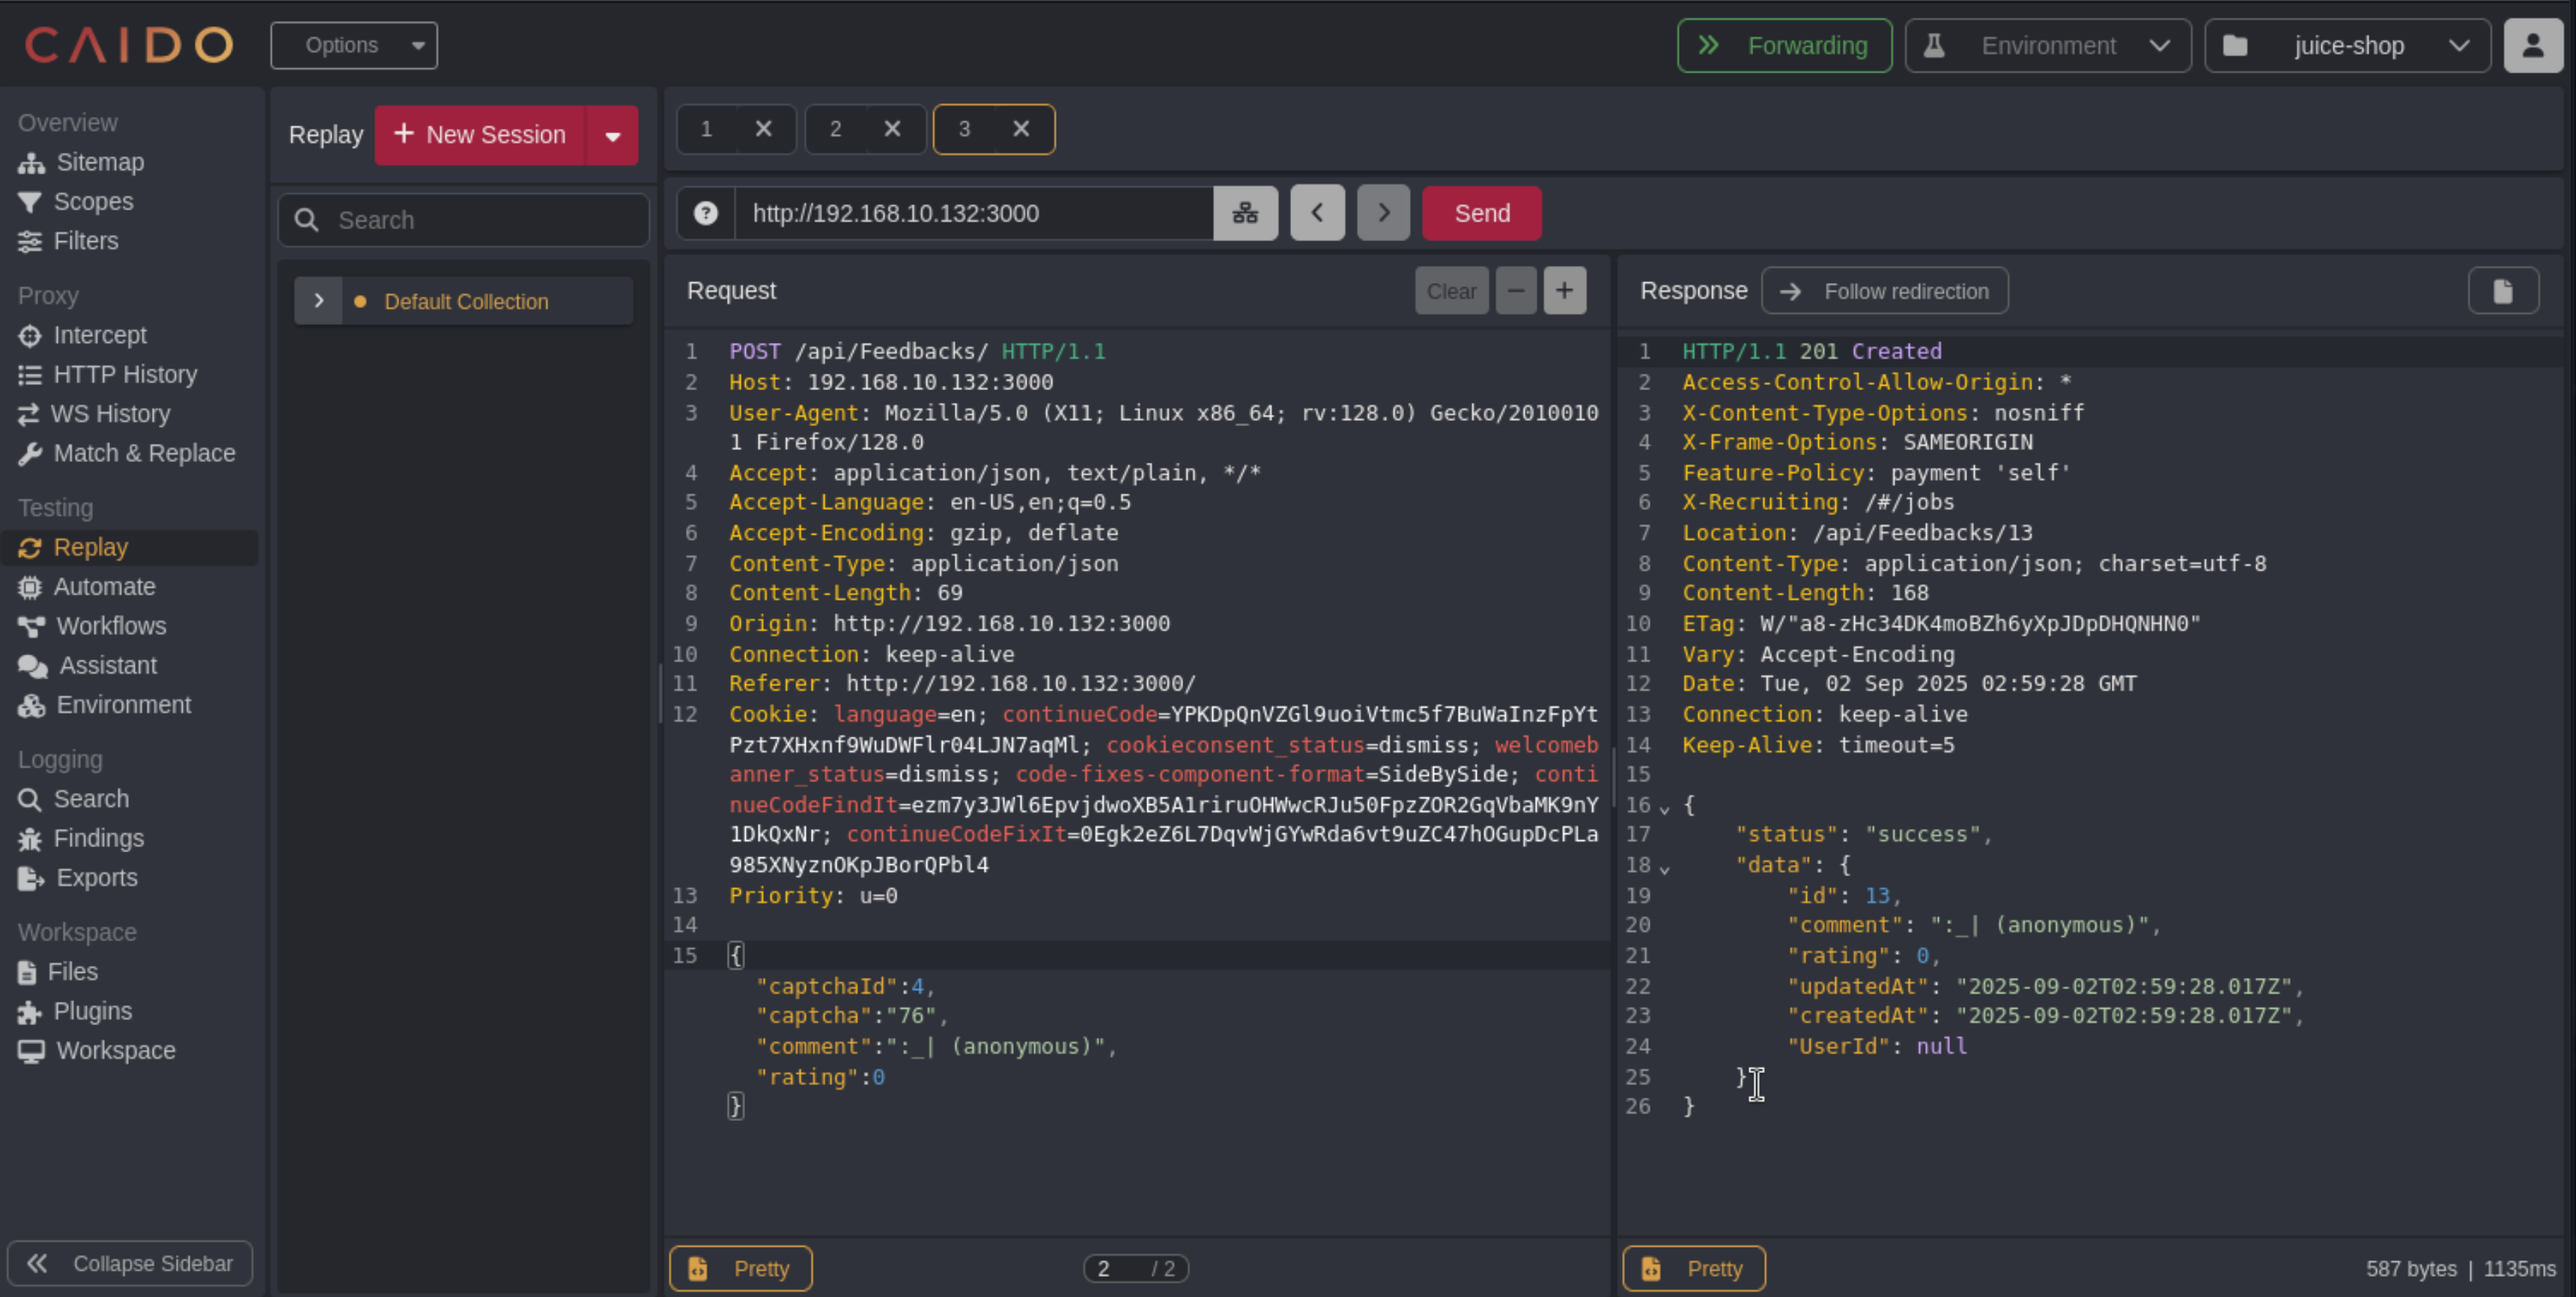 CAIDO
Options
Forwarding
Environment
juice-shop
Overview
Sitemap
Scopes
Filters
Proxy
Intercept
HTTP History
WS History
Match & Replace
Testing
Replay
Automate
Workflows
Assistant
Environment
Logging
Search
Findings
Exports
Workspace
Files
Plugins
Workspace
Collapse Sidebar
Replay
+ New Session
Search
Default Collection
1 ×
2 ×
3 ×
http://192.168.10.132:3000
Send
Request
Clear
1 POST /api/Feedbacks/ HTTP/1.1
2 Host: 192.168.10.132:3000
3 User-Agent: Mozilla/5.0 (X11; Linux x86_64; rv:128.0) Gecko/2010010
1 Firefox/128.0
4 Accept: application/json, text/plain, */*
5 Accept-Language: en-US,en;q=0.5
6 Accept-Encoding: gzip, deflate
7 Content-Type: application/json
8 Content-Length: 69
9 Origin: http://192.168.10.132:3000
10 Connection: keep-alive
11 Referer: http://192.168.10.132:3000/
12 Cookie: language=en; continueCode=YPKDpQnVZGl9uoiVtmc5f7BuWaInzFpYt
Pzt7XHxnf9WuDWFlr04LJN7aqMl; cookieconsent_status=dismiss; welcomeb
anner_status=dismiss; code-fixes-component-format=SideBySide; conti
nueCodeFindIt=ezm7y3JWl6EpvjdwoXB5A1riruOHWwcRJu50FpzZOR2GqVbaMK9nY
1DkQxNr; continueCodeFixIt=0Egk2eZ6L7DqvWjGYwRda6vt9uZC47hOGupDcPLa
985XNyznOKpJBorQPbl4
13 Priority: u=0
14
15 {
"captchaId":4,
"captcha":"76",
"comment":":_| (anonymous)",
"rating":0
}
Pretty
2 / 2
Response
Follow redirection
1 HTTP/1.1 201 Created
2 Access-Control-Allow-Origin: *
3 X-Content-Type-Options: nosniff
4 X-Frame-Options: SAMEORIGIN
5 Feature-Policy: payment 'self'
6 X-Recruiting: /#/jobs
7 Location: /api/Feedbacks/13
8 Content-Type: application/json; charset=utf-8
9 Content-Length: 168
10 ETag: W/"a8-zHc34DK4moBZh6yXpJDpDHQNHN0"
11 Vary: Accept-Encoding
12 Date: Tue, 02 Sep 2025 02:59:28 GMT
13 Connection: keep-alive
14 Keep-Alive: timeout=5
15
16 {
17 "status": "success",
18 "data": {
19 "id": 13,
20 "comment": ":_| (anonymous)",
21 "rating": 0,
22 "updatedAt": "2025-09-02T02:59:28.017Z",
23 "createdAt": "2025-09-02T02:59:28.017Z",
24 "UserId": null
25 }
26 }
Pretty
587 bytes | 1135ms